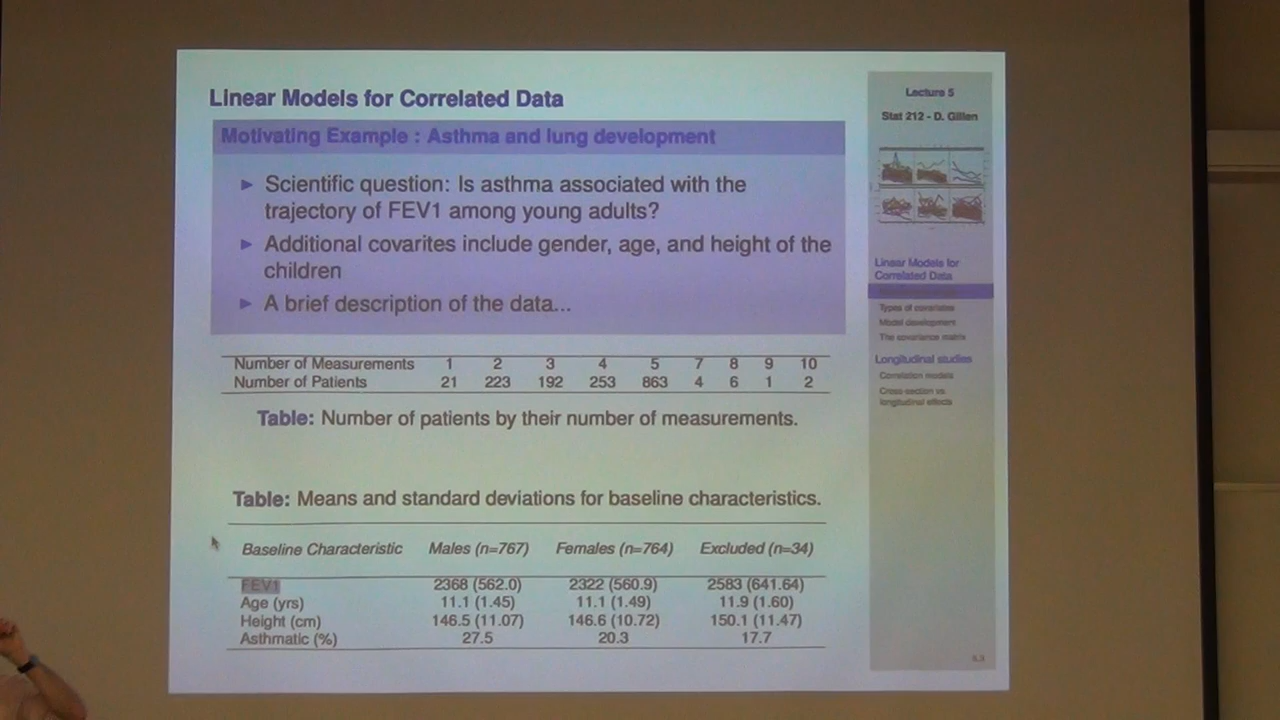 Linear Models for Correlated Data
Motivating Example : Asthma and lung development
► Scientific question: Is asthma associated with the
trajectory of FEV1 among young adults?
► Additional covarites include gender, age, and height of the
children
► A brief description of the data...
Number of Measurements 1 2 3 4 5 7 8 9 10
Number of Patients 21 223 192 253 863 4 6 1 2
Table: Number of patients by their number of measurements.
Table: Means and standard deviations for baseline characteristics.
Baseline Characteristic Males (n=767) Females (n=764) Excluded (n=34)
FEV1 2368 (562.0) 2322 (560.9) 2583 (641.64)
Age (yrs) 11.1 (1.45) 11.1 (1.49) 11.9 (1.60)
Height (cm) 146.5 (11.07) 146.6 (10.72) 150.1 (11.47)
Asthmatic (%) 27.5 20.3 17.7
Lecture 5
Stat 212 - D. Gillen
Linear Models for
Correlated Data
Types of covariates
Model development
The covariance matrix
Longitudinal studies
Correlation models
Cross-section vs
longitudinal effects
5.3